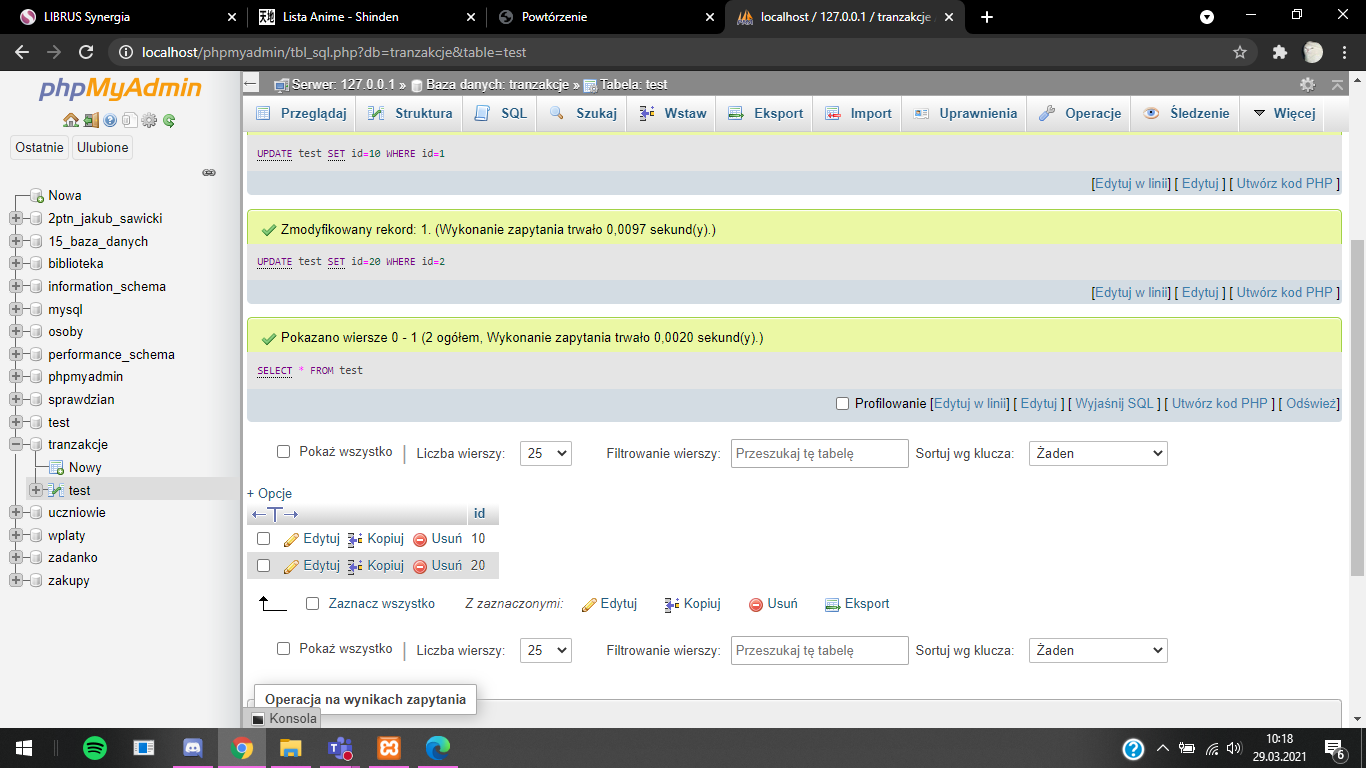 LIBRUS Synergia
天地 Lista Anime - Shinden
Powtórzenie
localhost / 127.0.0.1 / tranzakcje
localhost/phpmyadmin/tbl_sql.php?db=tranzakcje&table=test
phpMyAdmin
Ostatnie Ulubione
Nowa
2ptn_jakub_sawicki
15_baza_danych
biblioteka
information_schema
mysql
osoby
performance_schema
phpmyadmin
sprawdzian
test
tranzakcje
Nowy
test
uczniowie
wplaty
zadanko
zakupy
Serwer: 127.0.0.1 » Baza danych: tranzakcje » Tabela: test
Przeglądaj Struktura SQL Szukaj Wstaw Eksport Import Uprawnienia Operacje Śledzenie Więcej
UPDATE test SET id=10 WHERE id=1
[Edytuj w linii] [ Edytuj ] [ Utwórz kod PHP ]
Zmodyfikowany rekord: 1. (Wykonanie zapytania trwało 0,0097 sekund(y).)
UPDATE test SET id=20 WHERE id=2
[Edytuj w linii] [ Edytuj ] [ Utwórz kod PHP ]
Pokazano wiersze 0 - 1 (2 ogółem, Wykonanie zapytania trwało 0,0020 sekund(y).)
SELECT * FROM test
Profilowanie [Edytuj w linii] [ Edytuj ] [ Wyjaśnij SQL ] [ Utwórz kod PHP ] [ Odśwież]
Pokaż wszystko | Liczba wierszy: 25 Filtrowanie wierszy: Przeszukaj tę tabelę Sortuj wg klucza: Żaden
+ Opcje
←T→ id
Edytuj Kopiuj Usuń 10
Edytuj Kopiuj Usuń 20
Zaznacz wszystko Z zaznaczonymi: Edytuj Kopiuj Usuń Eksport
Pokaż wszystko | Liczba wierszy: 25 Filtrowanie wierszy: Przeszukaj tę tabelę Sortuj wg klucza: Żaden
Operacja na wynikach zapytania
Konsola
10:18
29.03.2021
6